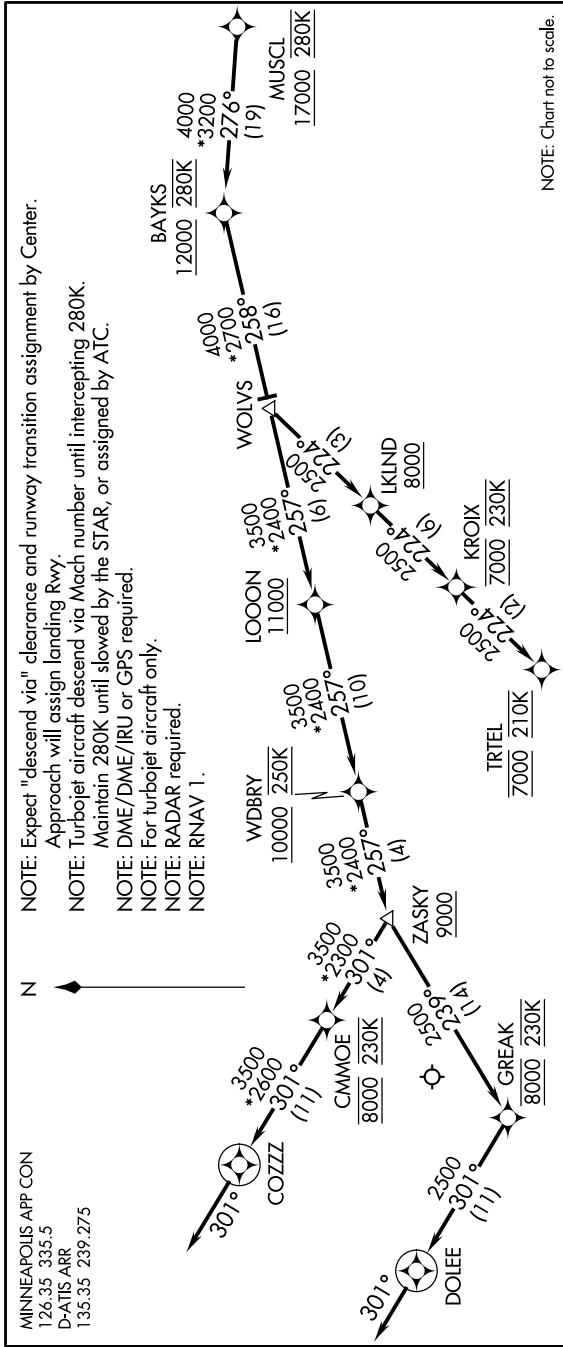 MINNEAPOLIS APP CON
126.35 335.5
D-ATIS ARR
135.35 239.275
N
NOTE: Expect "descend via" clearance and runway transition assignment by Center.
Approach will assign landing Rwy.
NOTE: Turbojet aircraft descend via Mach number until intercepting 280K.
Maintain 280K until slowed by the STAR, or assigned by ATC.
NOTE: DME/DME/IRU or GPS required.
NOTE: For turbojet aircraft only.
NOTE: RADAR required.
NOTE: RNAV 1.
MUSCL
17000 280K
4000
*3200
276°
(19)
BAYKS
12000 280K
4000
*2700
258°
(16)
WOLVS
3500
*2400
257°
(6)
LOOON
11000
3500
*2400
257°
(10)
WDBRY
10000 250K
3500
*2400
257°
(4)
ZASKY
9000
3500
*2300
301°
(4)
CMMOE
8000 230K
3500
*2600
301°
(11)
COZZZ
301°
2500
239°
(14)
GREAK
8000 230K
2500
301°
(11)
DOLEE
301°
2500
224°
(3)
LKLND
8000
2500
224°
(6)
KROIX
7000 230K
2500
224°
(2)
TRTEL
7000 210K
NOTE: Chart not to scale.